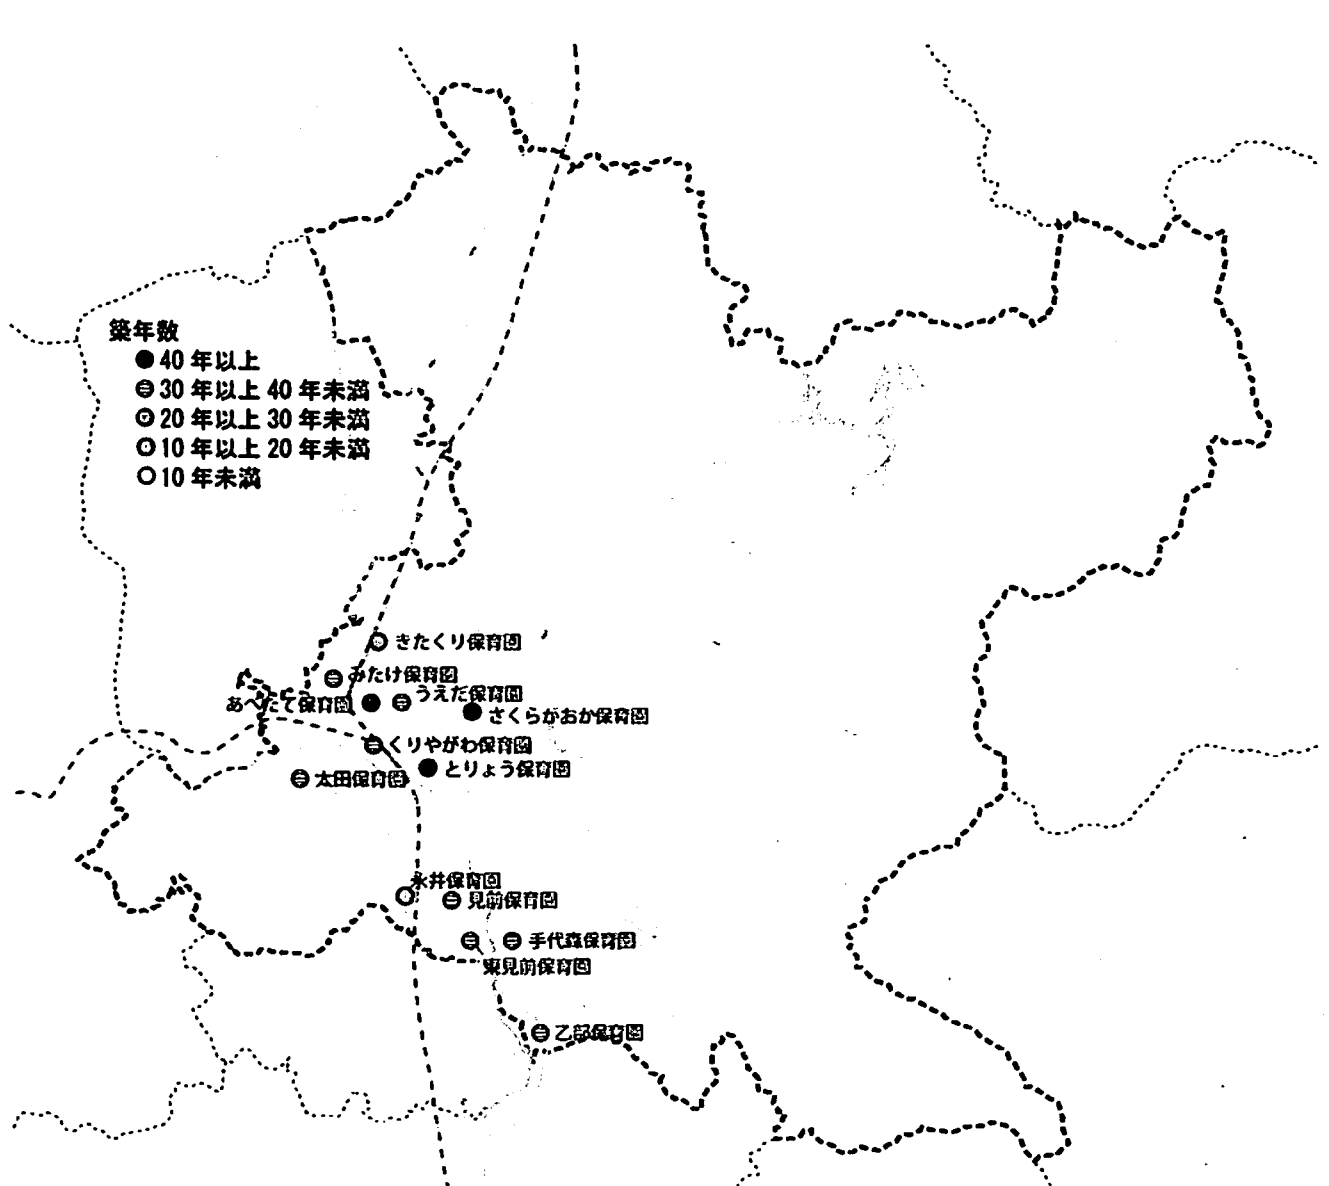 築年数
40年以上
30年以上40年未満
20年以上30年未満
10年以上20年未満
10年未満
きたくり保育園
みたけ保育園
うえだ保育園
あべたて保育園
さくらがおか保育園
くりやがわ保育園
とりょう保育園
太田保育園
永井保育園
見前保育園
手代森保育園
東見前保育園
乙部保育園